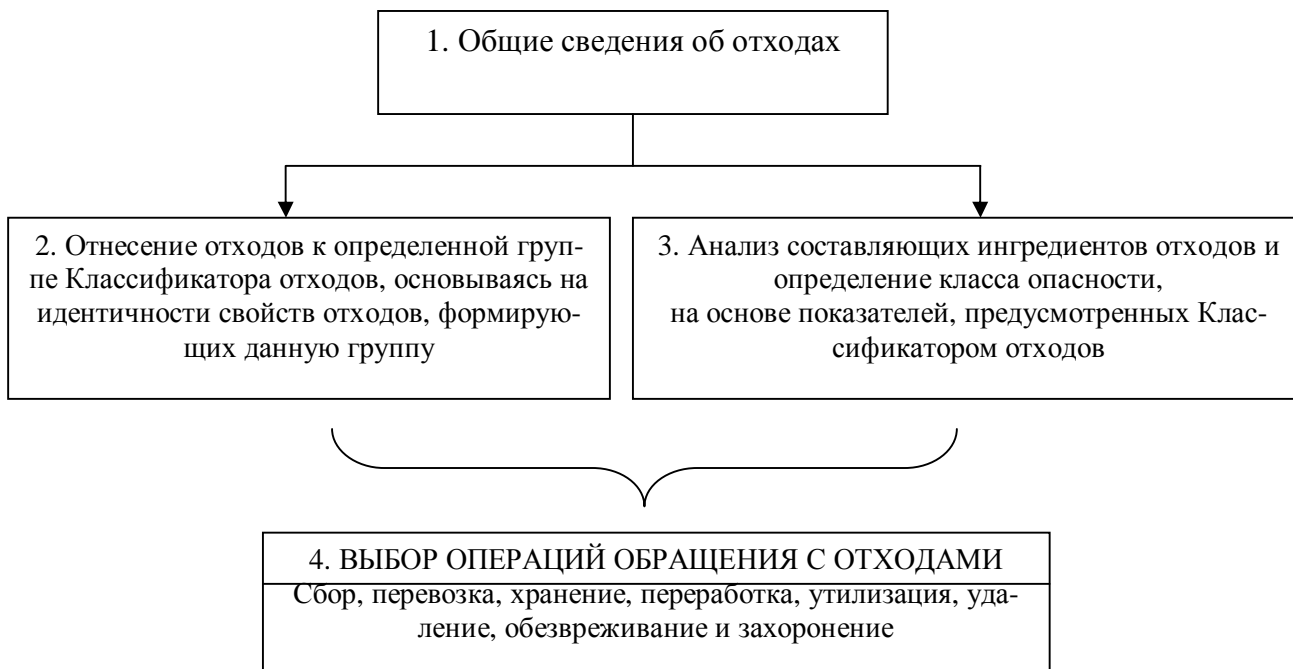 1. Общие сведения об отходах
2. Отнесение отходов к определенной груп-
пе Классификатора отходов, основываясь на
идентичности свойств отходов, формирую-
щих данную группу
3. Анализ составляющих ингредиентов отходов и
определение класса опасности,
на основе показателей, предусмотренных Клас-
сификатором отходов
4. ВЫБОР ОПЕРАЦИЙ ОБРАЩЕНИЯ С ОТХОДАМИ
Сбор, перевозка, хранение, переработка, утилизация, уда-
ление, обезвреживание и захоронение